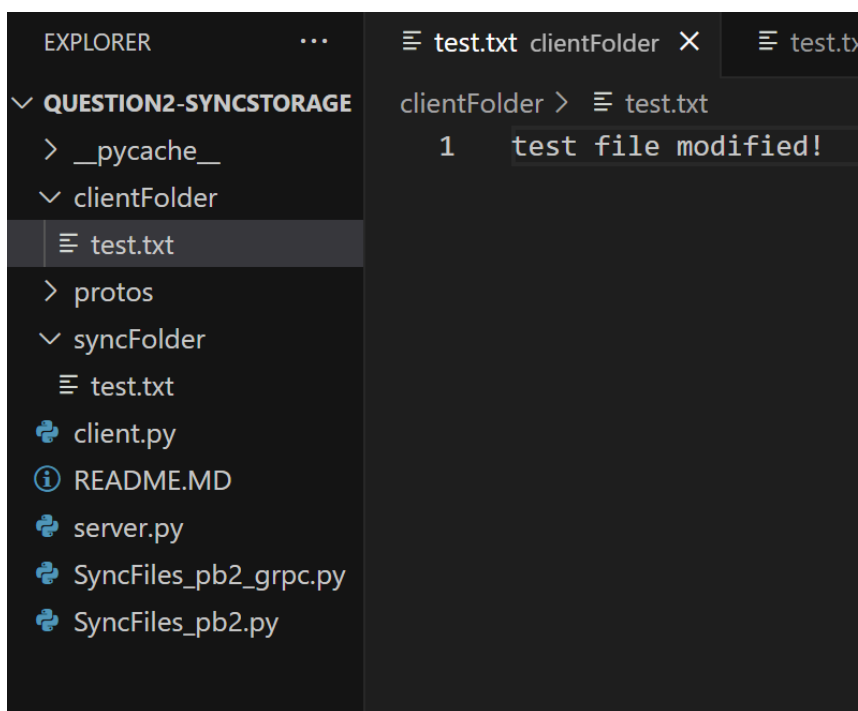 EXPLORER ...
QUESTION2-SYNCSTORAGE
__pycache__
clientFolder
test.txt
protos
syncFolder
test.txt
client.py
README.MD
server.py
SyncFiles_pb2_grpc.py
SyncFiles_pb2.py
test.txt clientFolder × test.tx
clientFolder > test.txt
1 test file modified!